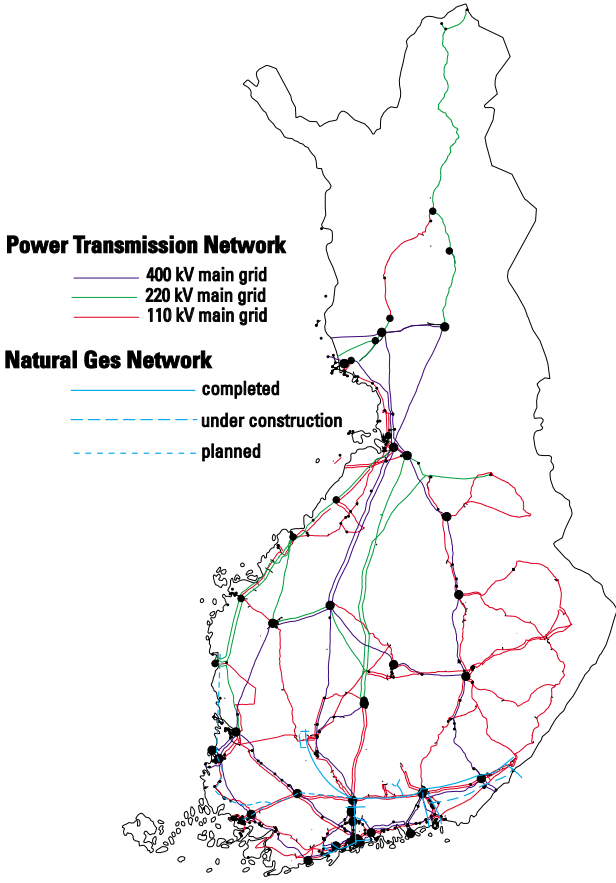 Power Transmission Network
400 kV main grid
220 kV main grid
110 kV main grid
Natural Ges Network
completed
under construction
planned